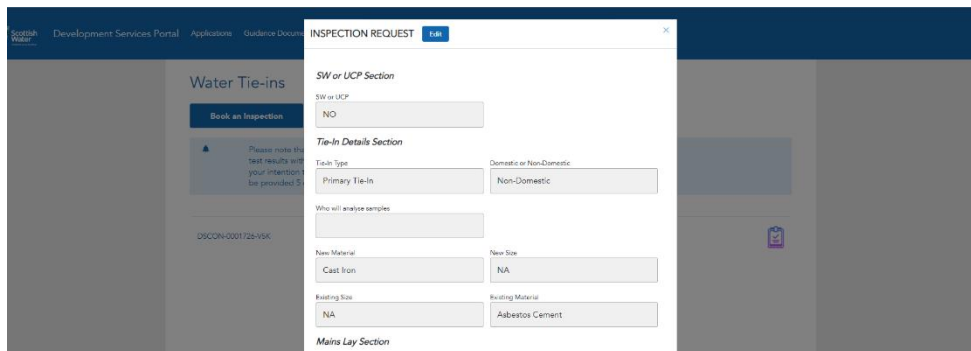 Scottish Water
Development Services Portal Applications Guidance Docume
INSPECTION REQUEST Edit ×
Water Tie-ins
Book an Inspection
Please note tha
test results with
your intention t
be provided 5
DSCON-0001726-V5K
SW or UCP Section
SW or UCP
NO
Tie-In Details Section
Tie-In Type Domestic or Non-Domestic
Primary Tie-In Non-Domestic
Who will analyse samples
New Material New Size
Cast Iron NA
Existing Size Existing Material
NA Asbestos Cement
Mains Lay Section